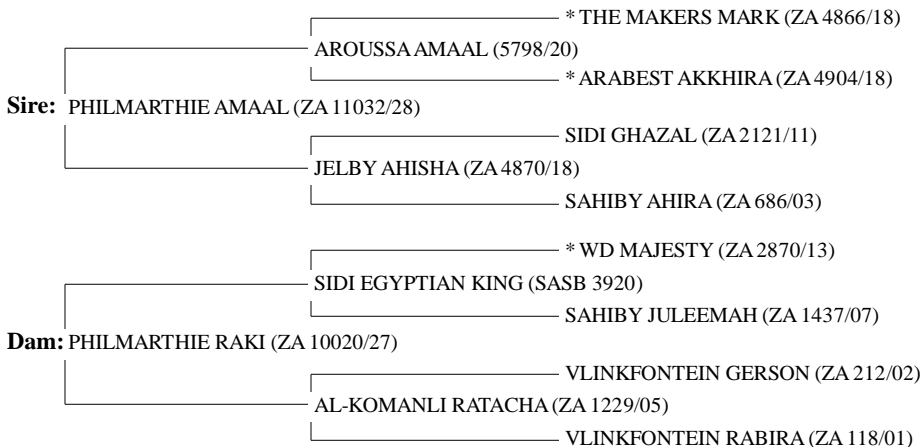 * THE MAKERS MARK (ZA 4866/18)
AROUSSA AMAAL (5798/20)
* ARABEST AKKHIRA (ZA 4904/18)
Sire: PHILMARTHIE AMAAL (ZA 11032/28)
SIDI GHAZAL (ZA 2121/11)
JELBY AHISHA (ZA 4870/18)
SAHIBY AHIRA (ZA 686/03)
* WD MAJESTY (ZA 2870/13)
SIDI EGYPTIAN KING (SASB 3920)
SAHIBY JULEEMAH (ZA 1437/07)
Dam: PHILMARTHIE RAKI (ZA 10020/27)
VLINKFONTEIN GERSON (ZA 212/02)
AL-KOMANLI RATACHA (ZA 1229/05)
VLINKFONTEIN RABIRA (ZA 118/01)